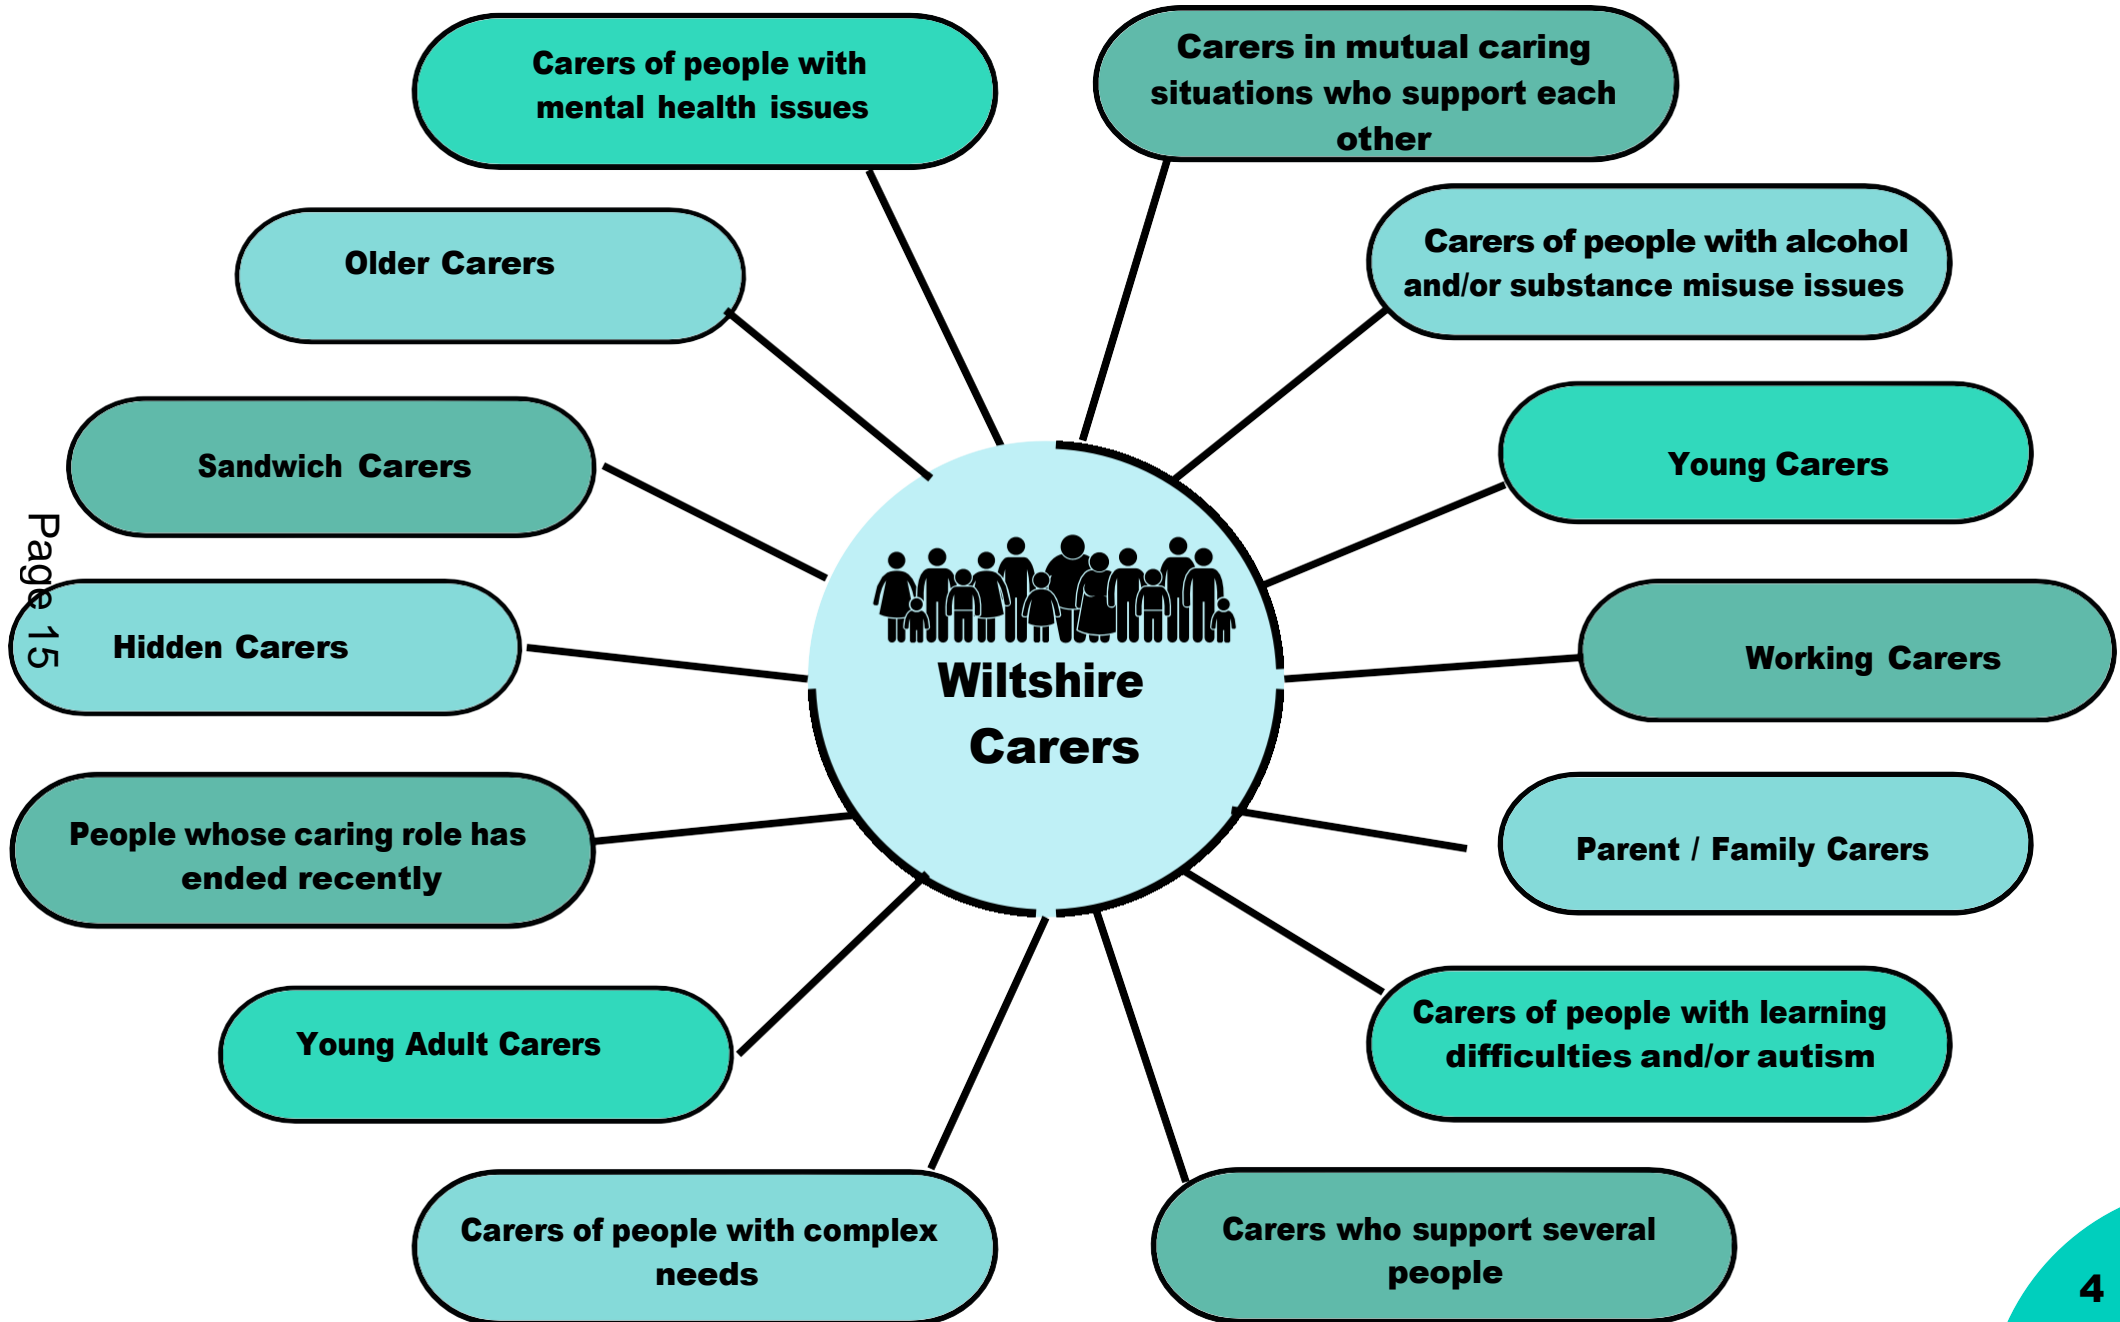 Carers of people with
mental health issues
Carers in mutual caring
situations who support each
other
Older Carers
Carers of people with alcohol
and/or substance misuse issues
Sandwich Carers
Young Carers
Page 15
Hidden Carers
Wiltshire
Carers
Working Carers
People whose caring role has
ended recently
Parent / Family Carers
Young Adult Carers
Carers of people with learning
difficulties and/or autism
Carers of people with complex
needs
Carers who support several
people
4